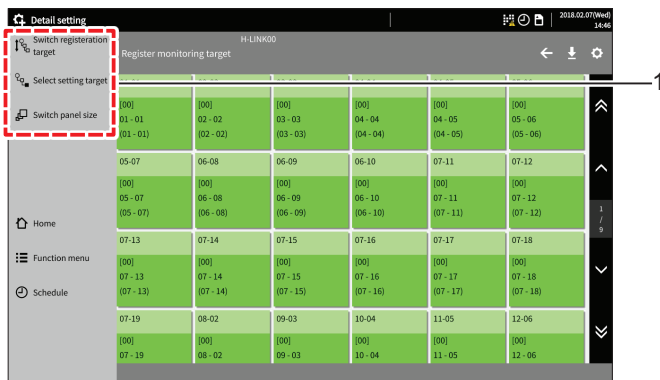 Detail setting
2018.02.07(Wed)
14:46
Switch registeration
target
Select setting target
Switch panel size
Home
Function menu
Schedule
H-LINK00
Register monitoring target
1
[00] [00] [00] [00] [00] [00]
01 - 01 02 - 02 03 - 03 04 - 04 04 - 05 05 - 06
(01 - 01) (02 - 02) (03 - 03) (04 - 04) (04 - 05) (05 - 06)
05-07 06-08 06-09 06-10 07-11 07-12
[00] [00] [00] [00] [00] [00]
05 - 07 06 - 08 06 - 09 06 - 10 07 - 11 07 - 12
(05 - 07) (06 - 08) (06 - 09) (06 - 10) (07 - 11) (07 - 12)
1
/
9
07-13 07-14 07-15 07-16 07-17 07-18
[00] [00] [00] [00] [00] [00]
07 - 13 07 - 14 07 - 15 07 - 16 07 - 17 07 - 18
(07 - 13) (07 - 14) (07 - 15) (07 - 16) (07 - 17) (07 - 18)
07-19 08-02 09-03 10-04 11-05 12-06
[00] [00] [00] [00] [00] [00]
07 - 19 08 - 02 09 - 03 10 - 04 11 - 05 12 - 06